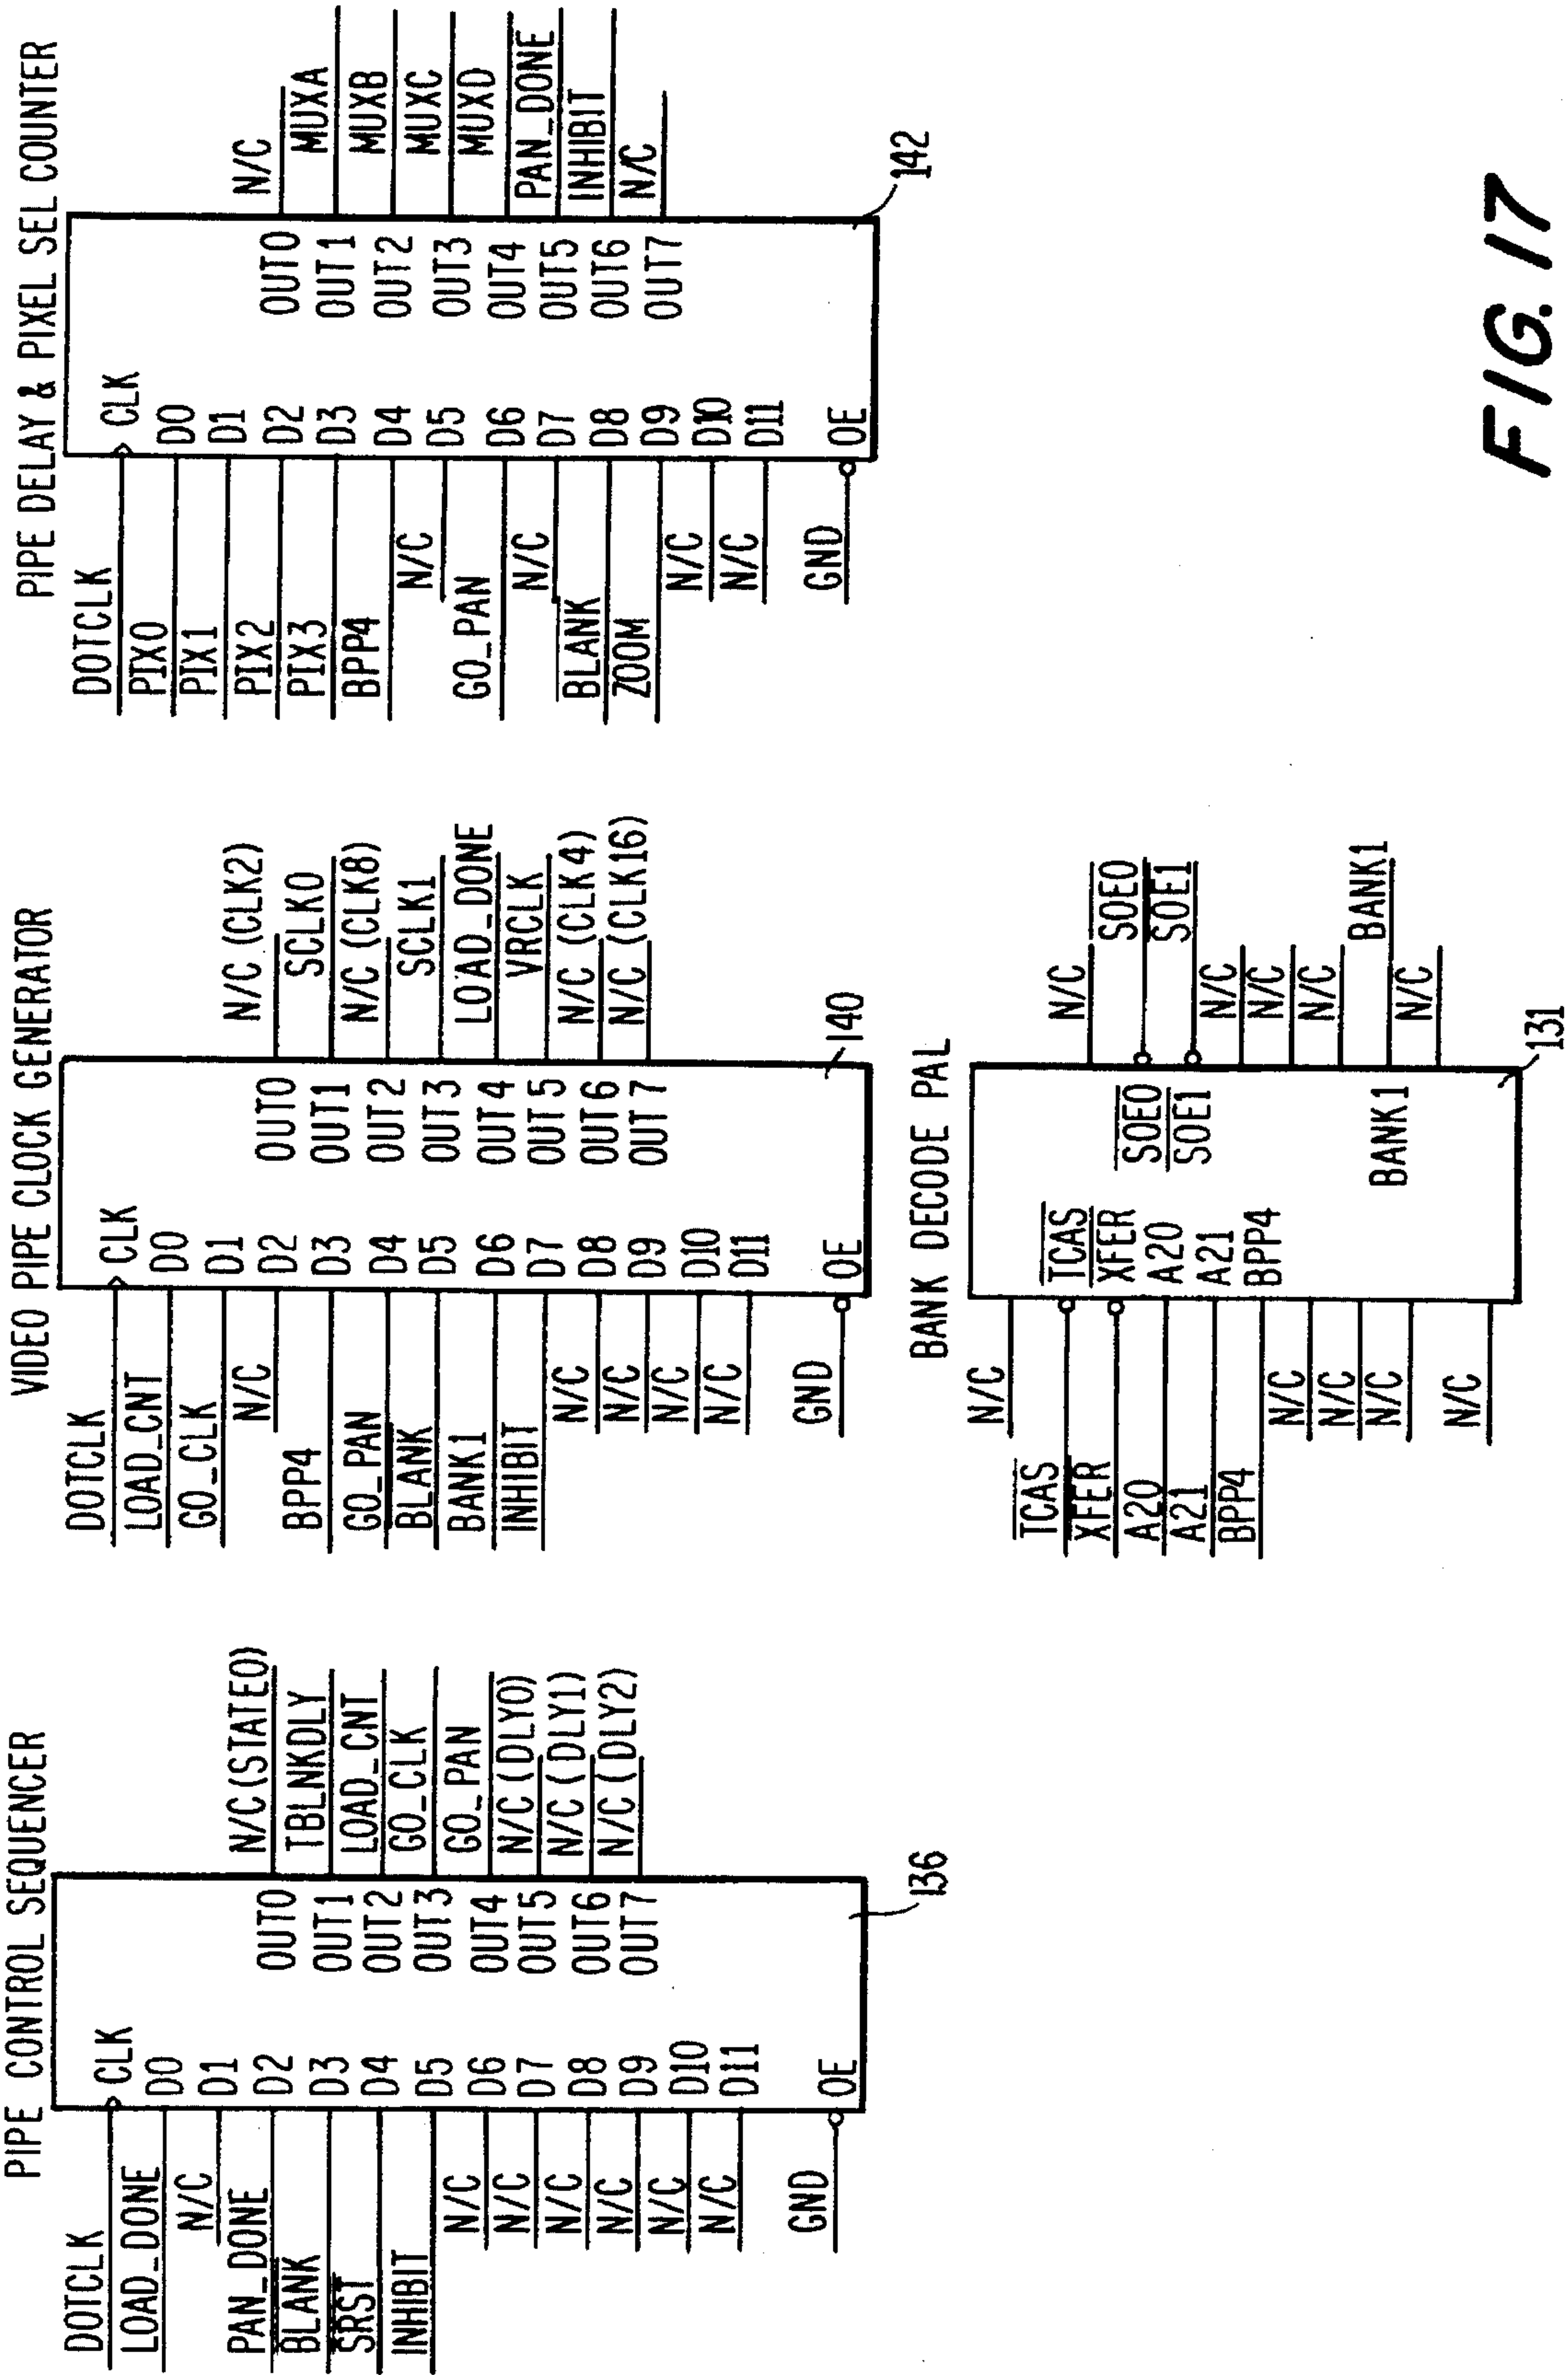 PIPE CONTROL SEQUENCER
DOTCLK
LOAD_DONE
N/C
PAN_DONE
BLANK
SRST
INHIBIT
N/C
N/C
N/C
N/C
N/C
N/C
GND
CLK
D0
D1
D2
D3
D4
D5
D6
D7
D8
D9
D10
D11
OE
OUT0
OUT1
OUT2
OUT3
OUT4
OUT5
OUT6
OUT7
N/C(STATE0)
TBLNKDLY
LOAD_CNT
GO_CLK
GO_PAN
N/C(DLY0)
N/C(DLY1)
N/C(DLY2)
136
VIDEO PIPE CLOCK GENERATOR
DOTCLK
LOAD_CNT
GO_CLK
N/C
BPP4
GO_PAN
BLANK
BANK1
INHIBIT
N/C
N/C
N/C
N/C
GND
CLK
D0
D1
D2
D3
D4
D5
D6
D7
D8
D9
D10
D11
OE
OUT0
OUT1
OUT2
OUT3
OUT4
OUT5
OUT6
OUT7
N/C(CLK2)
SCLK0
N/C(CLK8)
SCLK1
LOAD_DONE
VRCLK
N/C(CLK4)
N/C(CLK16)
140
PIPE DELAY & PIXEL SEL COUNTER
DOTCLK
PIX0
PIX1
PIX2
PIX3
BPP4
N/C
GO_PAN
N/C
BLANK
ZOOM
N/C
N/C
GND
CLK
D0
D1
D2
D3
D4
D5
D6
D7
D8
D9
D10
D11
OE
OUT0
OUT1
OUT2
OUT3
OUT4
OUT5
OUT6
OUT7
N/C
MUXA
MUXB
MUXC
MUXD
PAN_DONE
INHIBIT
N/C
142
BANK DECODE PAL
N/C
TCAS
XFER
A20
A21
BPP4
N/C
N/C
N/C
N/C
TCAS
XFER
A20
A21
BPP4
SOE0
SOE1
BANK1
N/C
SOE0
SOE1
N/C
N/C
N/C
BANK1
N/C
131
FIG. 17